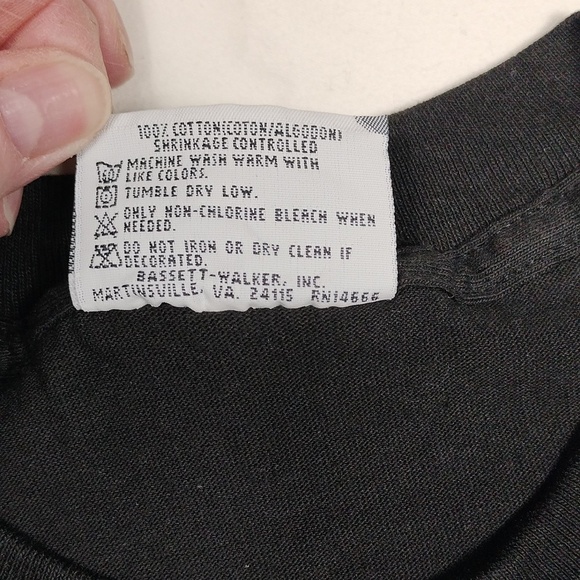 100% COTTON(COTON/ALGODON)
SHRINKAGE CONTROLLED
MACHINE WASH WARM WITH
LIKE COLORS.
TUMBLE DRY LOW.
ONLY NON-CHLORINE BLEACH WHEN
NEEDED.
DO NOT IRON OR DRY CLEAN IF
DECORATED.
BASSETT-WALKER, INC.
MARTINSVILLE, VA. 24115 RN14666